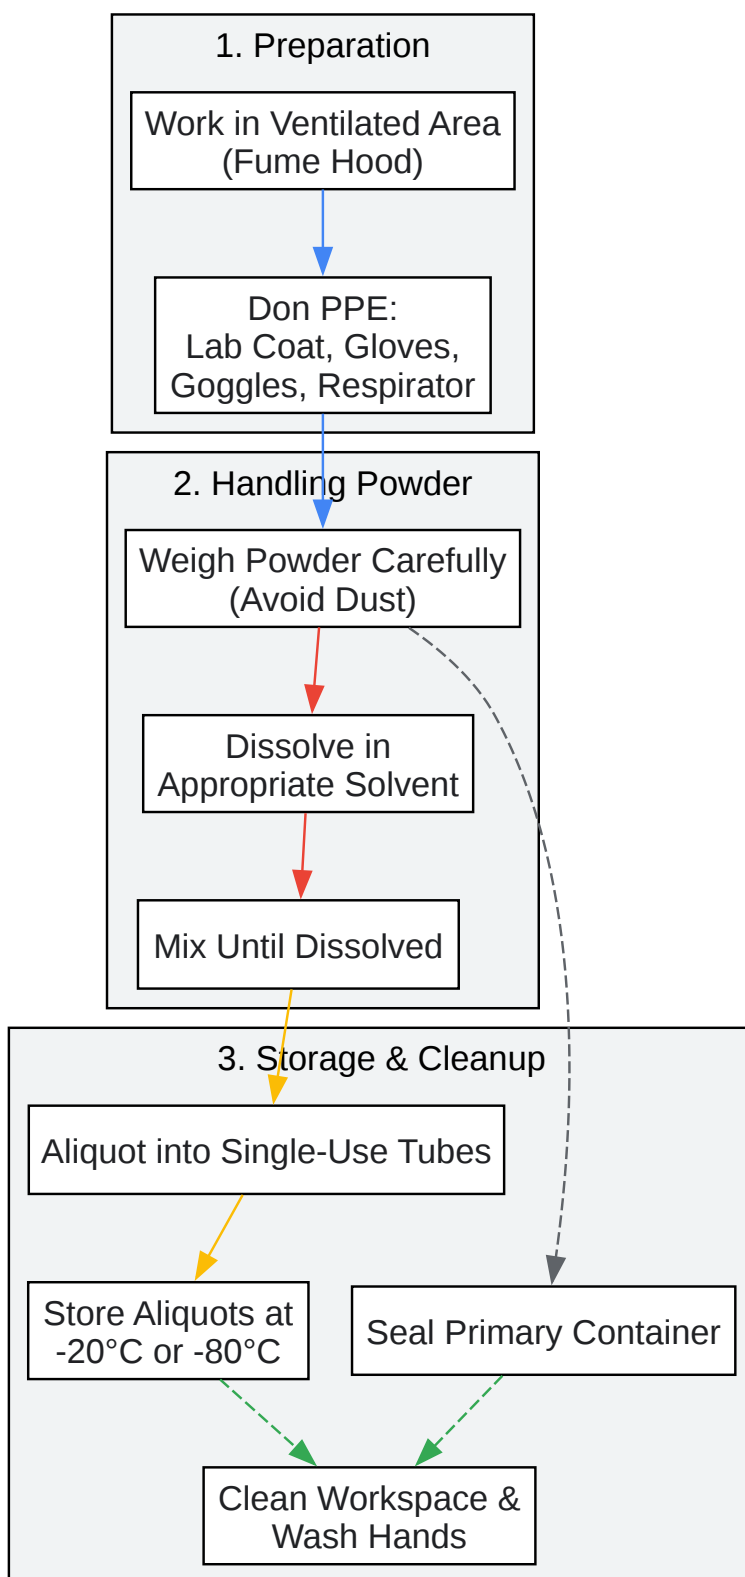 1. Preparation
Work in Ventilated Area
(Fume Hood)
Don PPE:
Lab Coat, Gloves,
Goggles, Respirator
2. Handling Powder
Weigh Powder Carefully
(Avoid Dust)
Dissolve in
Appropriate Solvent
Mix Until Dissolved
3. Storage & Cleanup
Aliquot into Single-Use Tubes
Store Aliquots at
-20°C or -80°C
Seal Primary Container
Clean Workspace &
Wash Hands